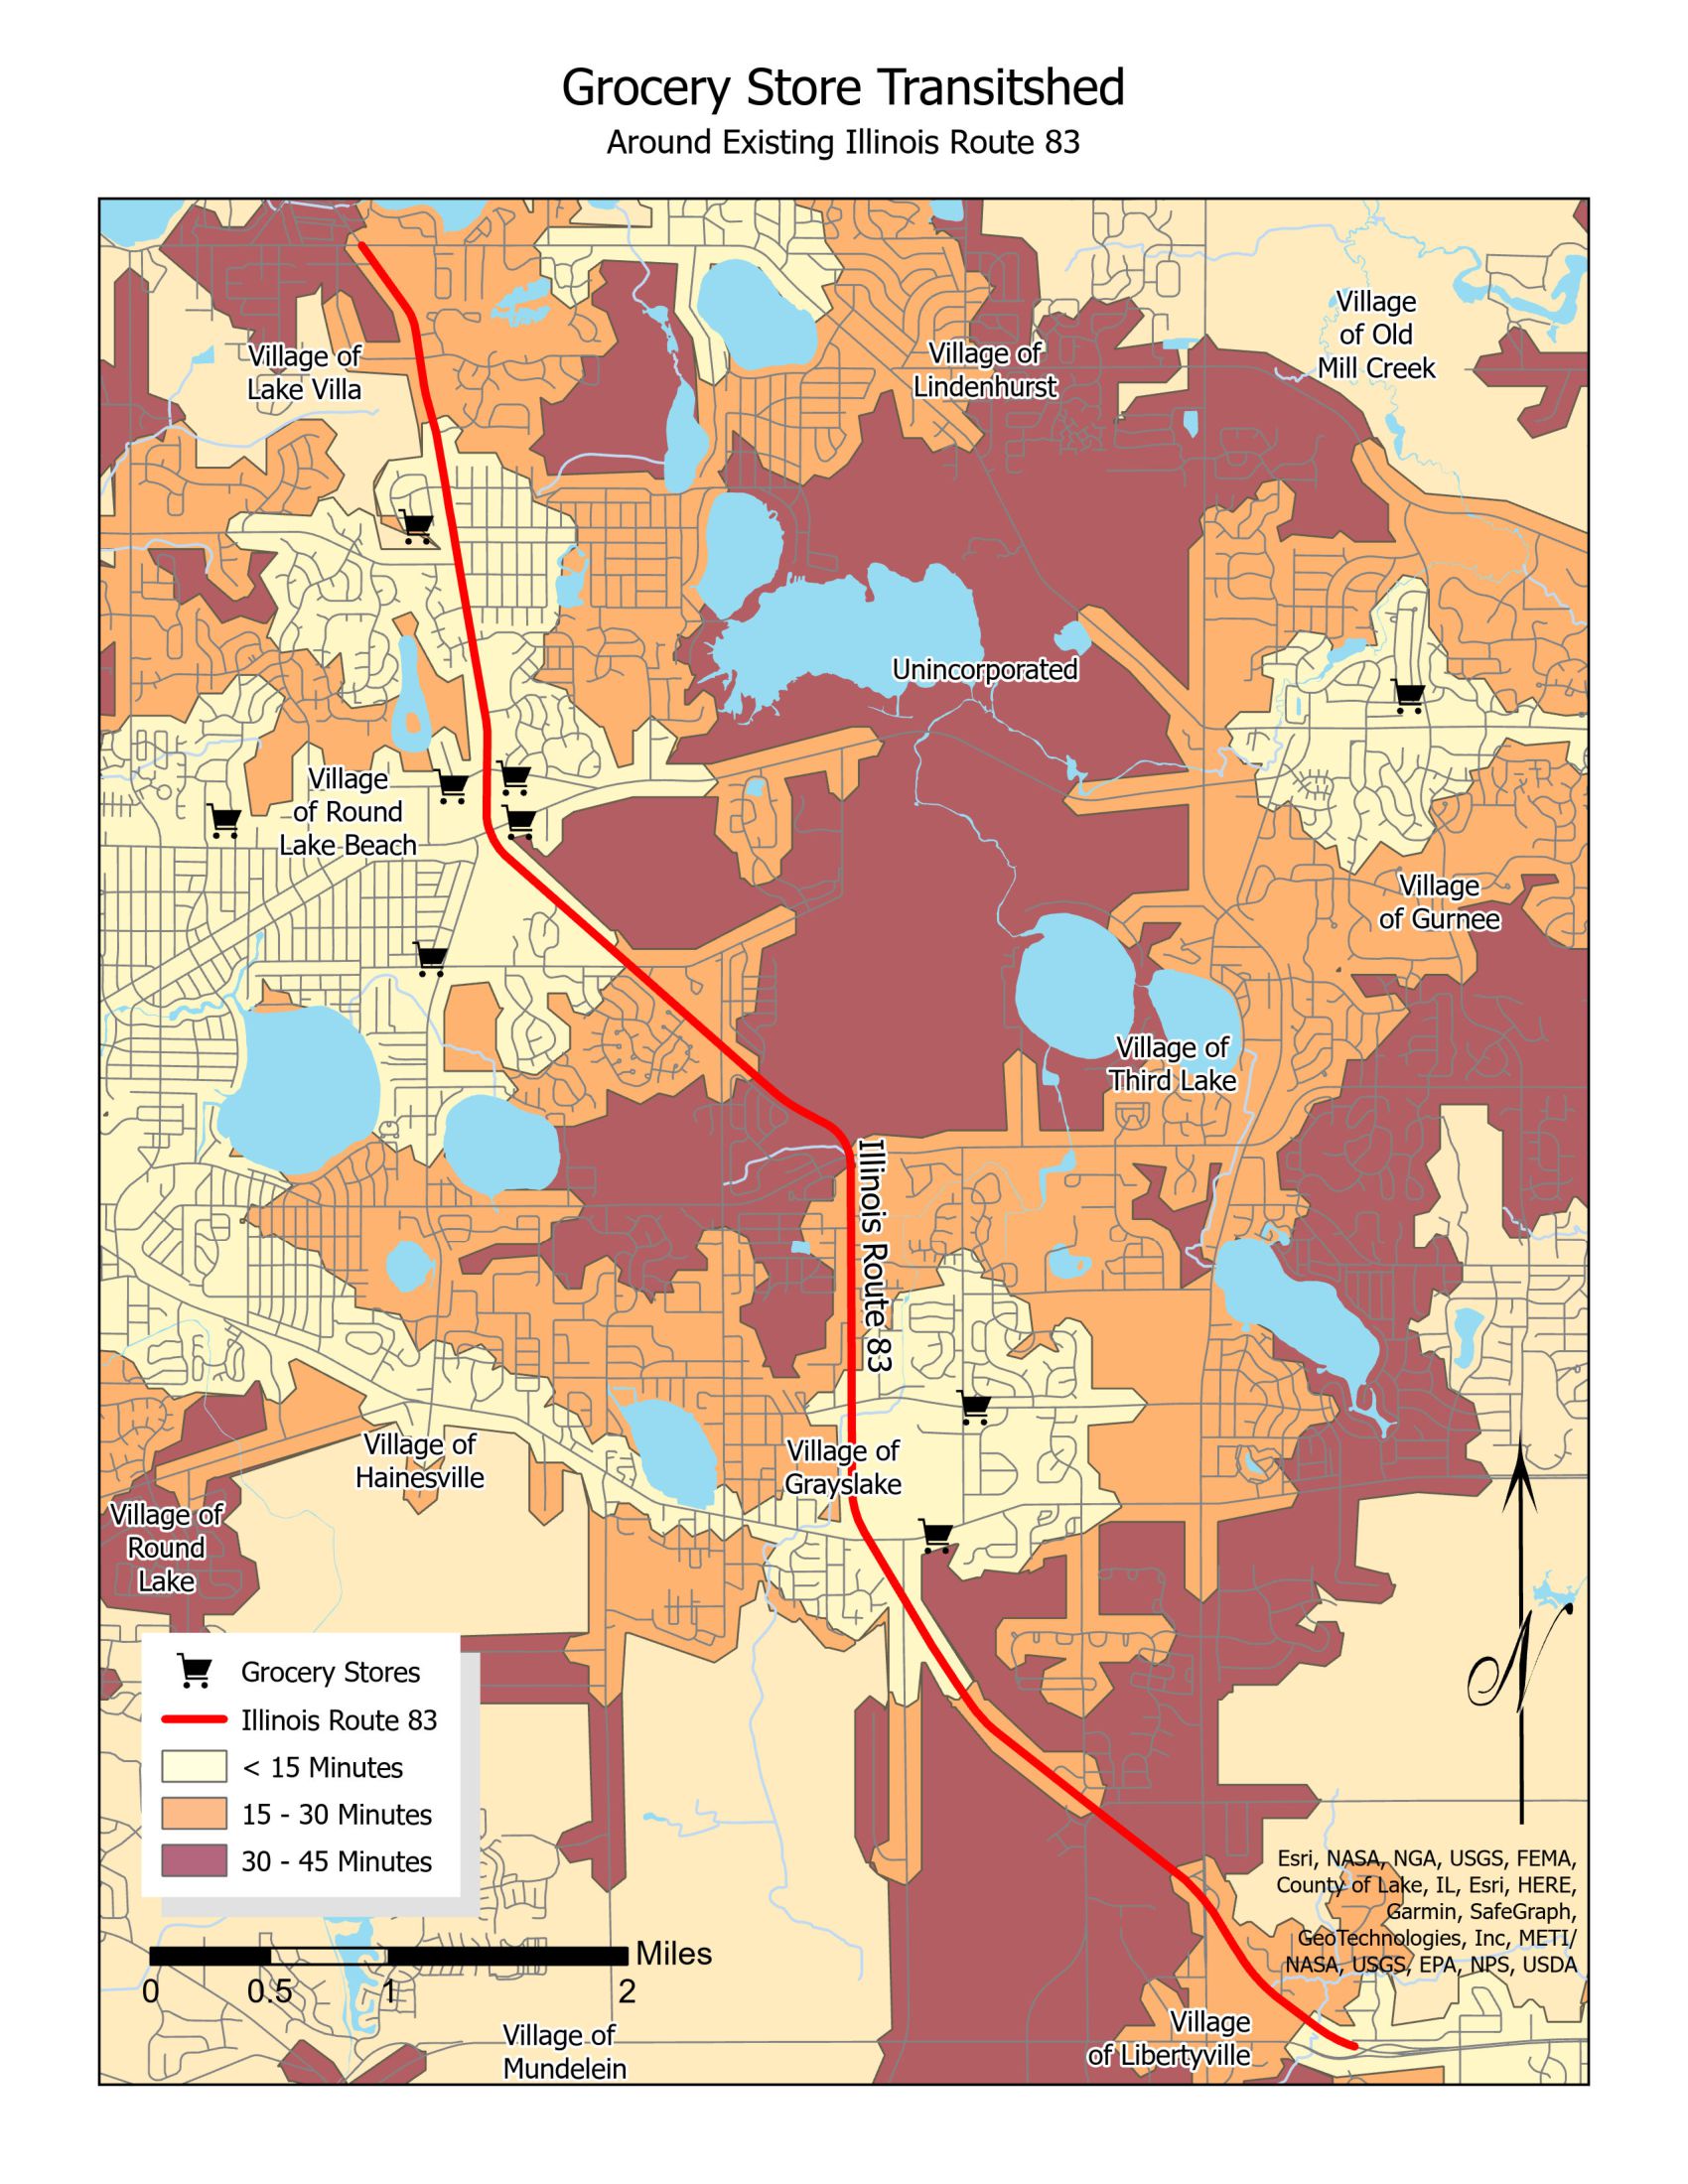 Grocery Store Transitshed
Around Existing Illinois Route 83
Village
of Old
Mill Creek
Village of
Lake Villa
Village of
Lindenhurst
Unincorporated
Village
of Round
Lake Beach
Village
of Gurnee
Village of
Third Lake
Illinois Route 83
Village of
Hainesville
Village of
Grayslake
Village of
Round
Lake
N
Grocery Stores
Illinois Route 83
< 15 Minutes
15 - 30 Minutes
30 - 45 Minutes
Esri, NASA, NGA, USGS, FEMA,
County of Lake, IL, Esri, HERE,
Garmin, SafeGraph,
GeoTechnologies, Inc, METI/
NASA, USGS, EPA, NPS, USDA
Miles
0 0.5 1 2
Village of
Mundelein
Village
of Libertyville